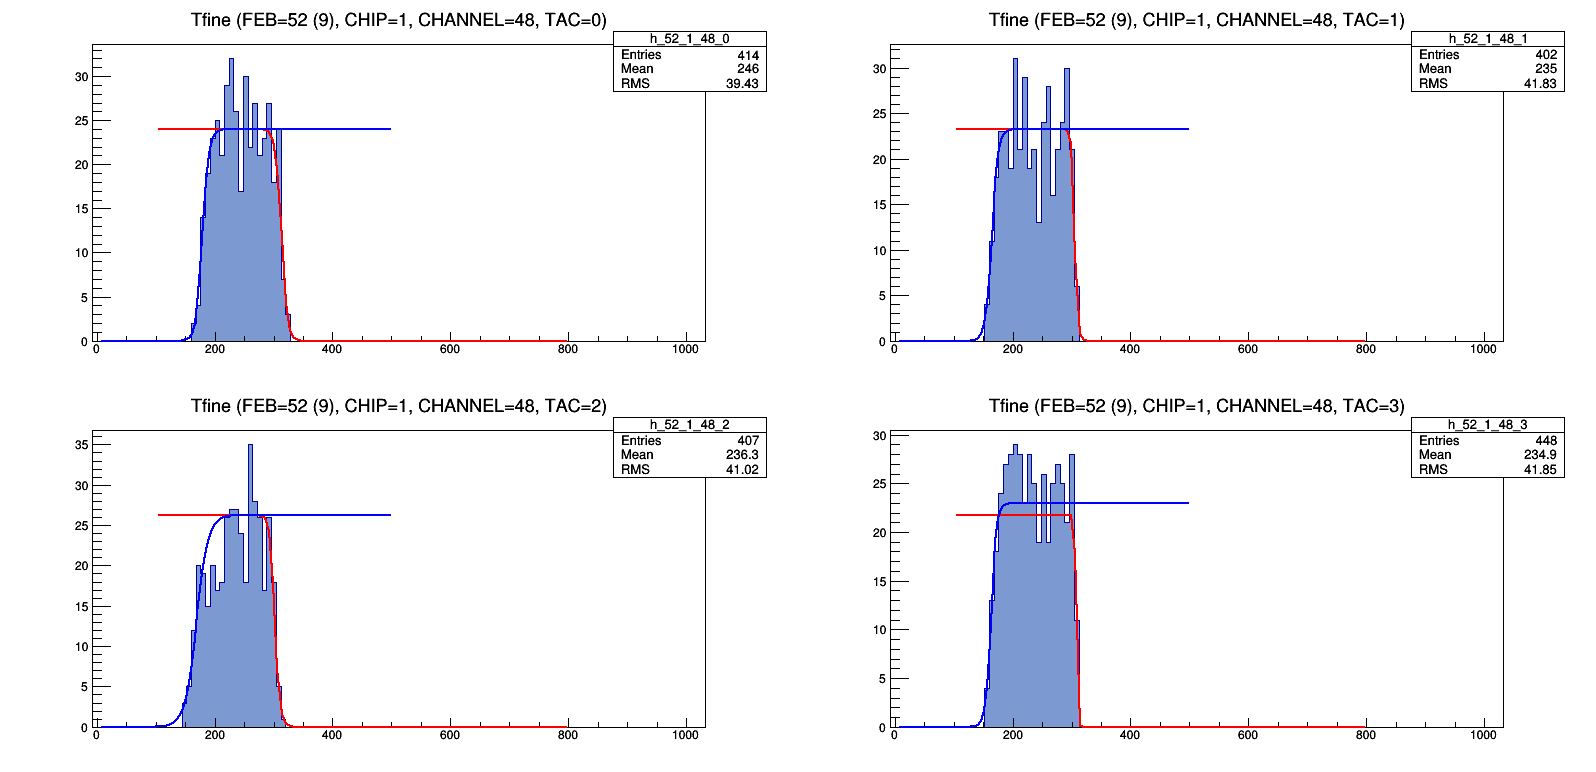 Tfine (FEB=52 (9), CHIP=1, CHANNEL=48, TAC=0)
h_52_1_48_0
Entries 414
Mean 246
RMS 39.43
30
25
20
15
10
5
0
0 200 400 600 800 1000
Tfine (FEB=52 (9), CHIP=1, CHANNEL=48, TAC=1)
h_52_1_48_1
Entries 402
Mean 235
RMS 41.83
30
25
20
15
10
5
0
0 200 400 600 800 1000
Tfine (FEB=52 (9), CHIP=1, CHANNEL=48, TAC=2)
h_52_1_48_2
Entries 407
Mean 236.3
RMS 41.02
35
30
25
20
15
10
5
0
0 200 400 600 800 1000
Tfine (FEB=52 (9), CHIP=1, CHANNEL=48, TAC=3)
h_52_1_48_3
Entries 448
Mean 234.9
RMS 41.85
30
25
20
15
10
5
0
0 200 400 600 800 1000